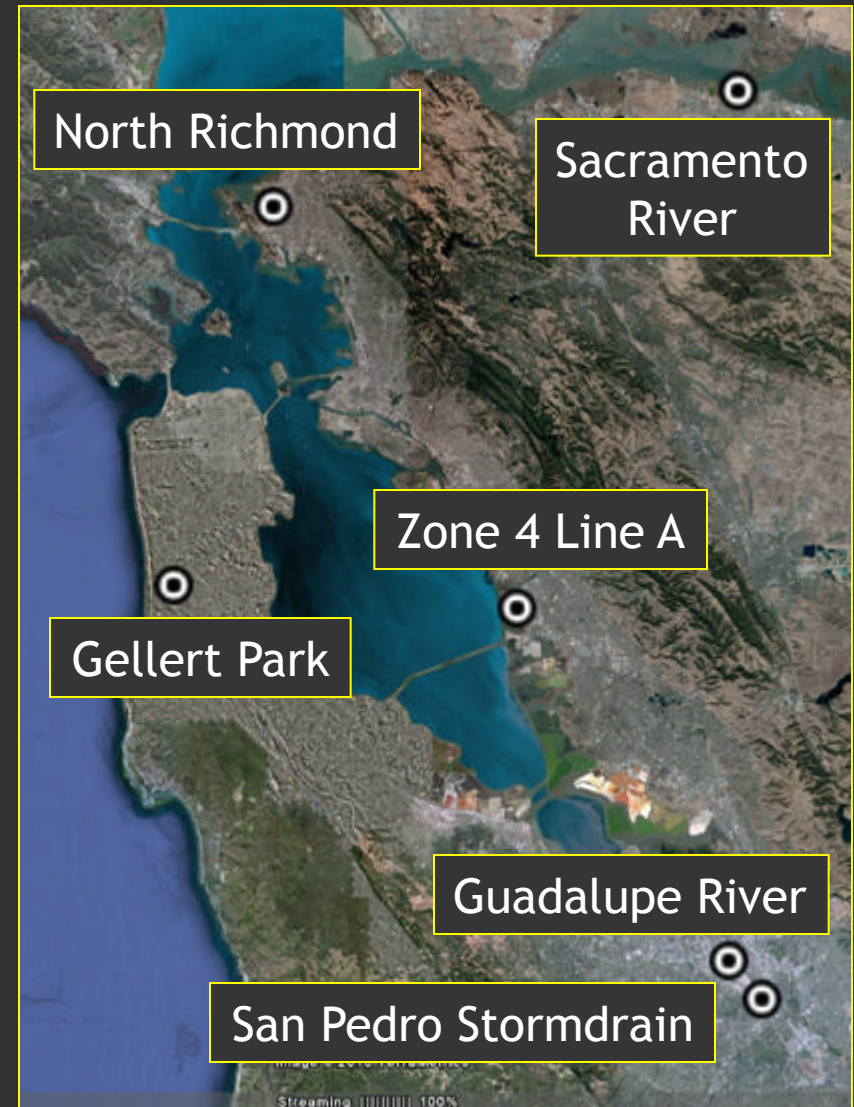 North Richmond
Sacramento
River
Zone 4 Line A
Gellert Park
Guadalupe River
San Pedro Stormdrain
Streaming 100%